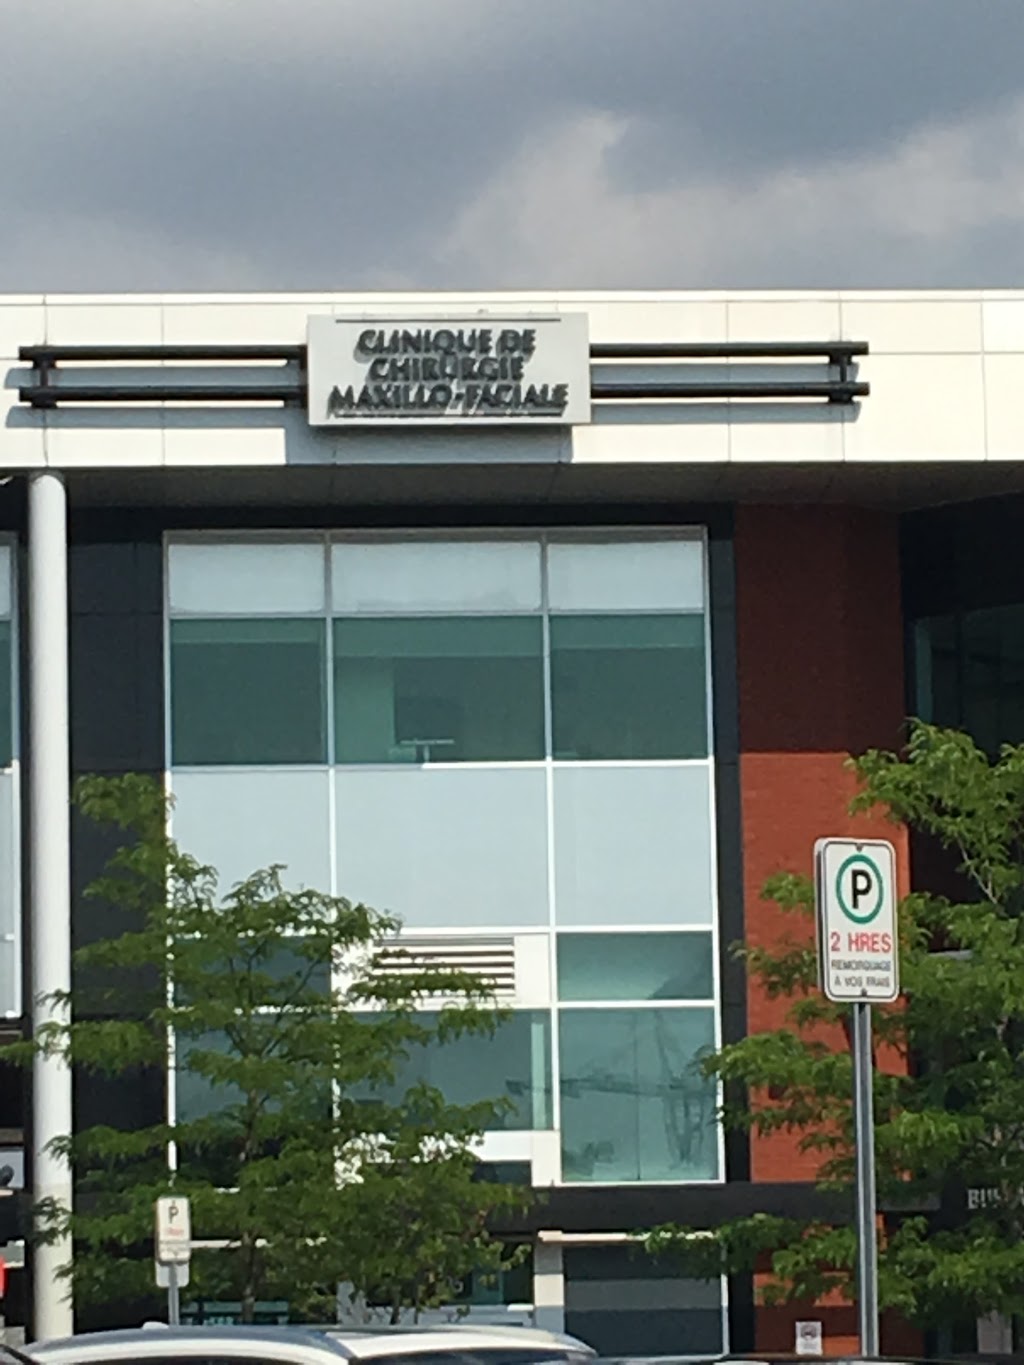 CLINIQUE DE
CHIRURGIE
MAXILLO-FACIALE
P
2 HRES
REMORQUAGE
À VOS FRAIS
P